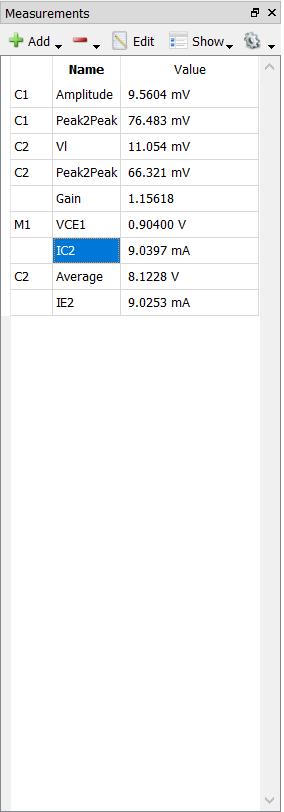 Measurements
Add Edit Show
Name Value
C1 Amplitude 9.5604 mV
C1 Peak2Peak 76.483 mV
C2 Vl 11.054 mV
C2 Peak2Peak 66.321 mV
Gain 1.15618
M1 VCE1 0.90400 V
IC2 9.0397 mA
C2 Average 8.1228 V
IE2 9.0253 mA